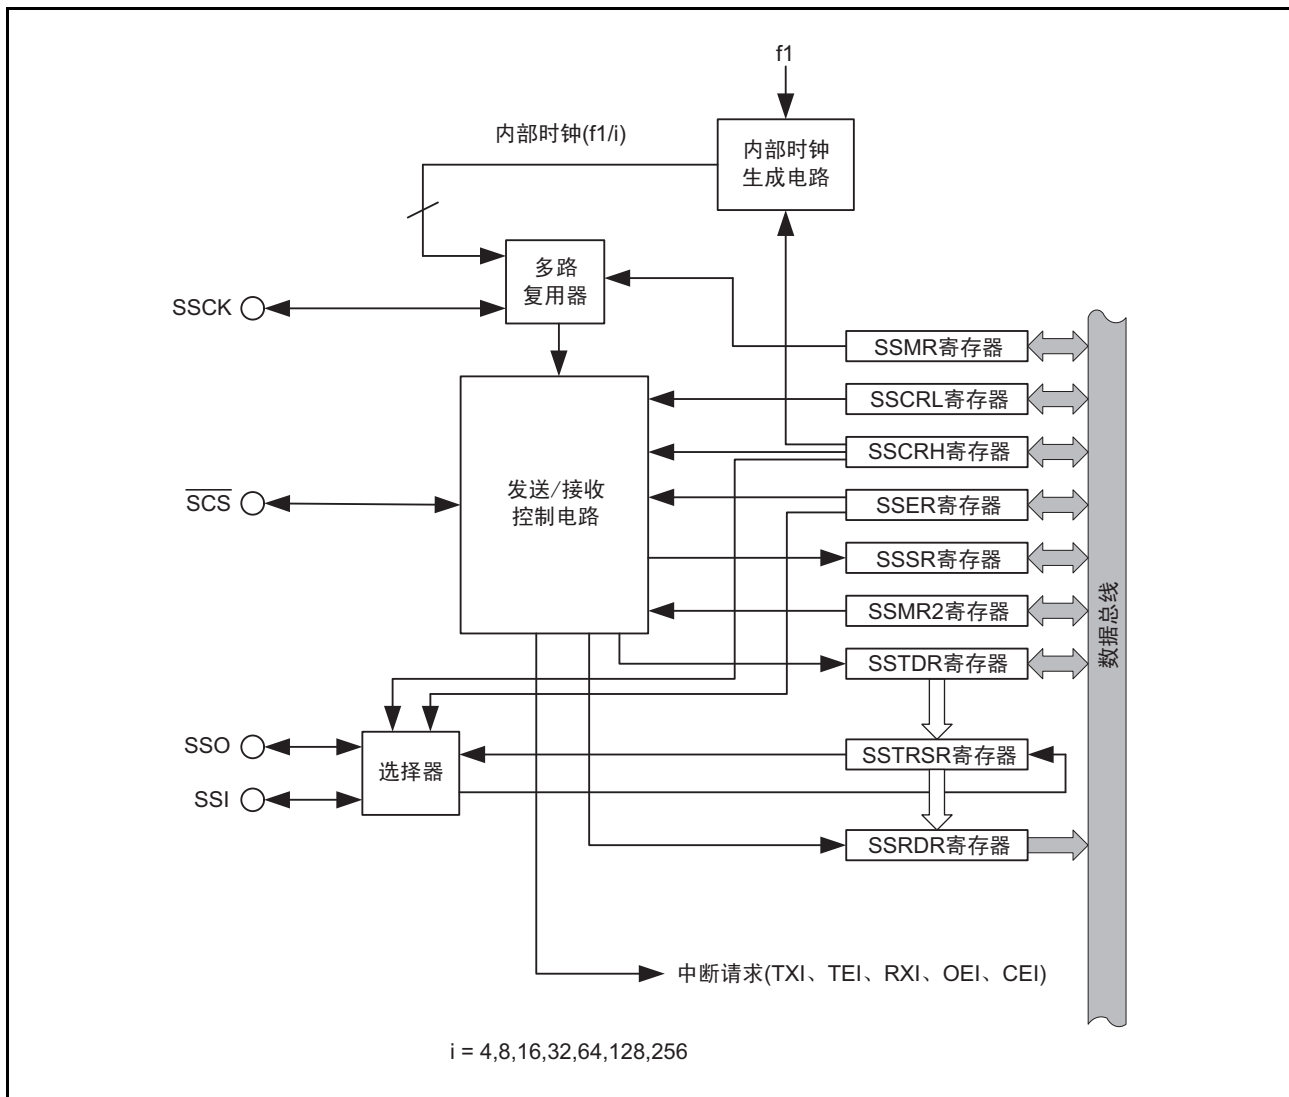 f1
内部时钟(f1/i)
内部时钟
生成电路
多路
复用器
SSCK
SSMR寄存器
SSCRL寄存器
SSCRH寄存器
SCS
发送/接收
控制电路
SSER寄存器
SSSR寄存器
SSMR2寄存器
数据总线
SSTDR寄存器
SSO
选择器
SSTRSR寄存器
SSI
SSRDR寄存器
中断请求(TXI、TEI、RXI、OEI、CEI)
i = 4,8,16,32,64,128,256